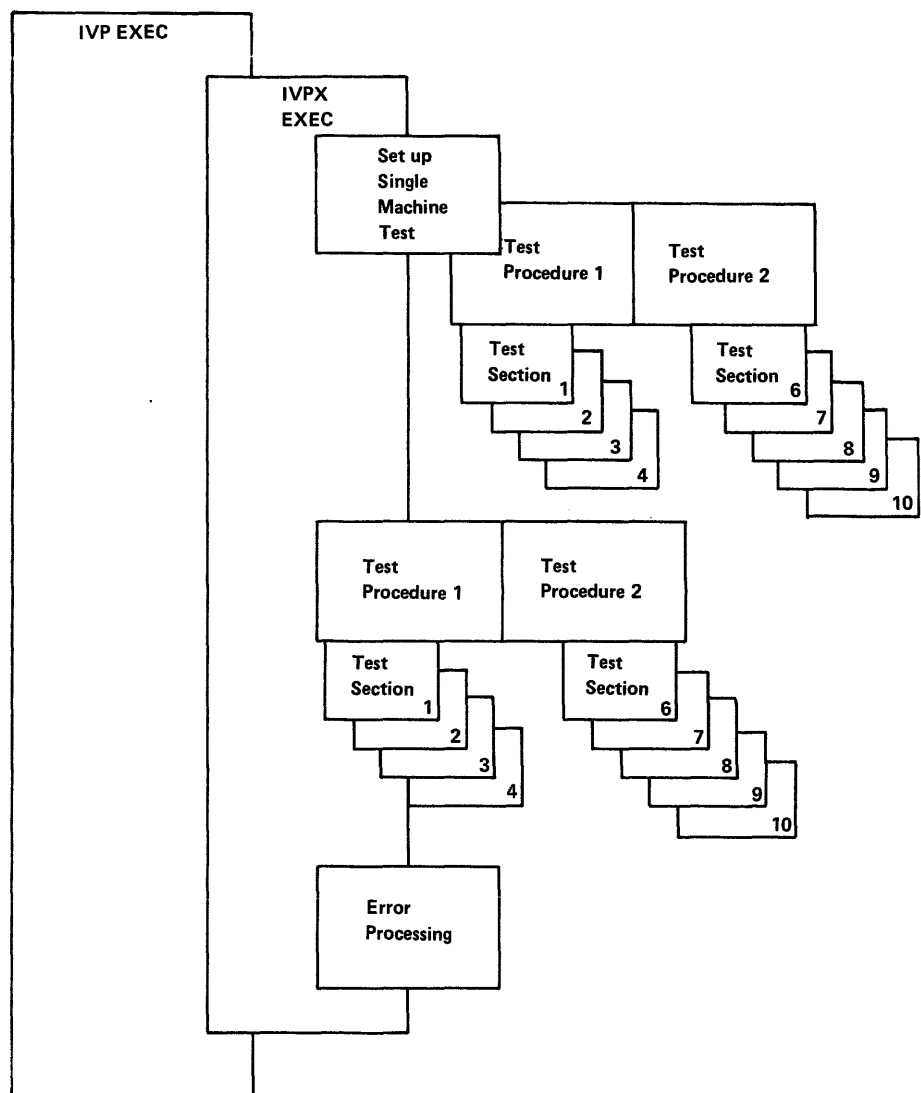 IVP EXEC
IVPX
EXEC
Set up
Single
Machine
Test
Test
Procedure 1
Test
Procedure 2
Test
Section
1
2
3
4
Test
Section
6
7
8
9
10
Test
Procedure 1
Test
Procedure 2
Test
Section
1
2
3
4
Test
Section
6
7
8
9
10
Error
Processing